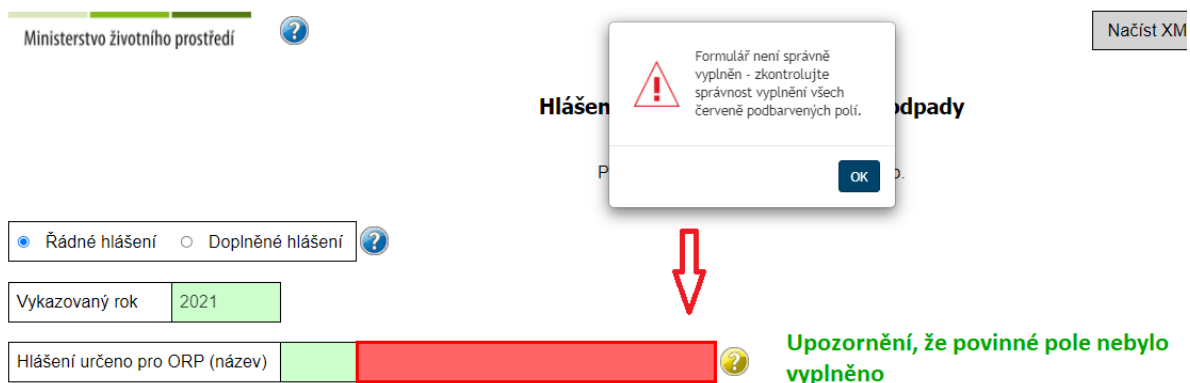 Ministerstvo životního prostředí
Načíst XM
Formulář není správně
vyplněn - zkontrolujte
správnost vyplnění všech
červeně podbarvených polí.
OK
Hlášen
odpady
P
o.
Řádné hlášení
Doplněné hlášení
Vykazovaný rok
2021
Hlášení určeno pro ORP (název)
Upozornění, že povinné pole nebylo
vyplněno